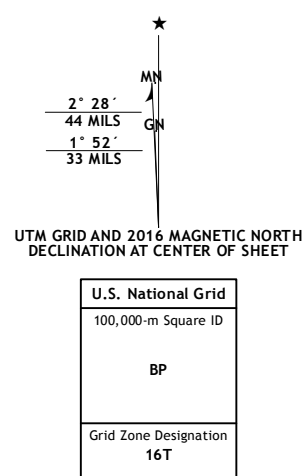 ★
MN
2° 28´
44 MILS
GN
1° 52´
33 MILS
UTM GRID AND 2016 MAGNETIC NORTH
DECLINATION AT CENTER OF SHEET
U.S. National Grid
100,000-m Square ID
BP
Grid Zone Designation
16T